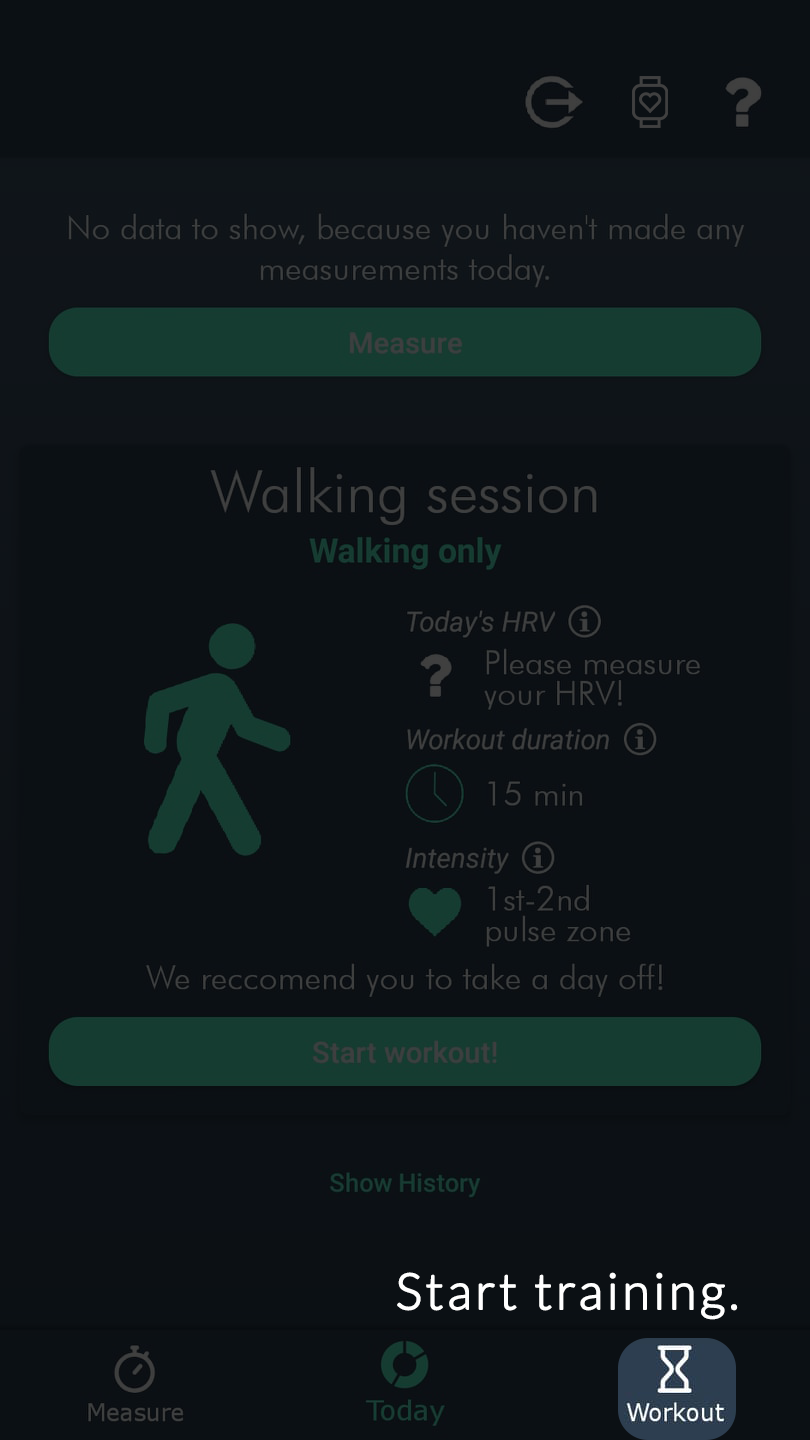 No data to show, because you haven't made any
measurements today.
Measure
Walking session
Walking only
Today's HRV
Please measure
your HRV!
Workout duration
15 min
Intensity
1st-2nd
pulse zone
We reccomend you to take a day off!
Start workout!
Show History
Start training.
Measure
Today
Workout